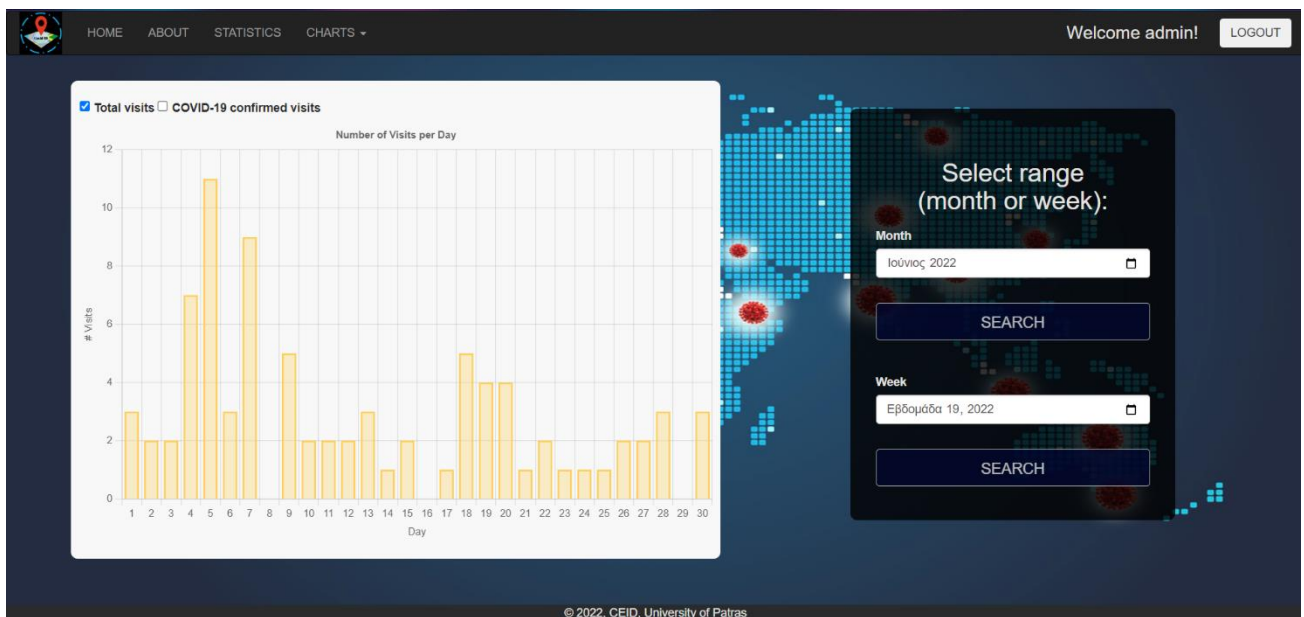 HOME ABOUT STATISTICS CHARTS Welcome admin! LOGOUT
Total visits COVID-19 confirmed visits
Number of Visits per Day
12
10
8
6
4
2
0
# Visits
1 2 3 4 5 6 7 8 9 10 11 12 13 14 15 16 17 18 19 20 21 22 23 24 25 26 27 28 29 30
Day
Select range
(month or week):
Month
Ιούνιος 2022
SEARCH
Week
Εβδομάδα 19, 2022
SEARCH
© 2022, CEID, University of Patras